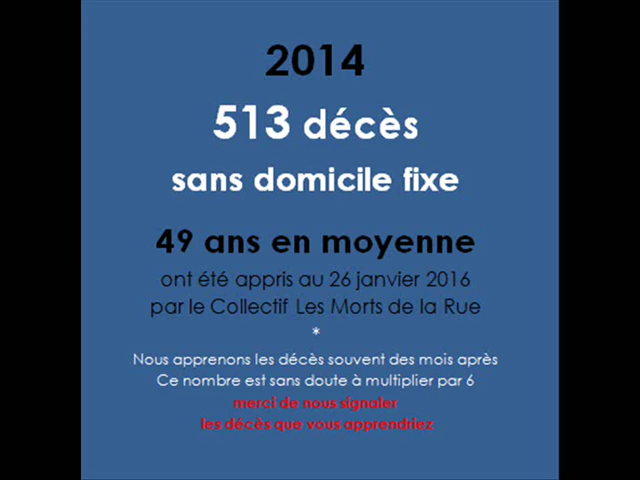 2014
513 décès
sans domicile fixe
49 ans en moyenne
ont été appris au 26 janvier 2016
par le Collectif Les Morts de la Rue
*
Nous apprenons les décès souvent des mois après
Ce nombre est sans doute à multiplier par 6
merci de nous signaler
les décès que vous apprendriez